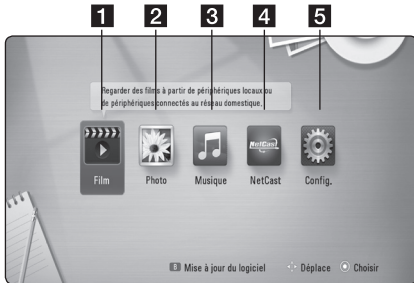 1 2 3 4 5
Regarder des films à partir de périphériques locaux ou
de périphériques connectés au réseau domestique.
NetCast
Film Photo Musique NetCast Config.
B Mise à jour du logiciel Déplace Choisir